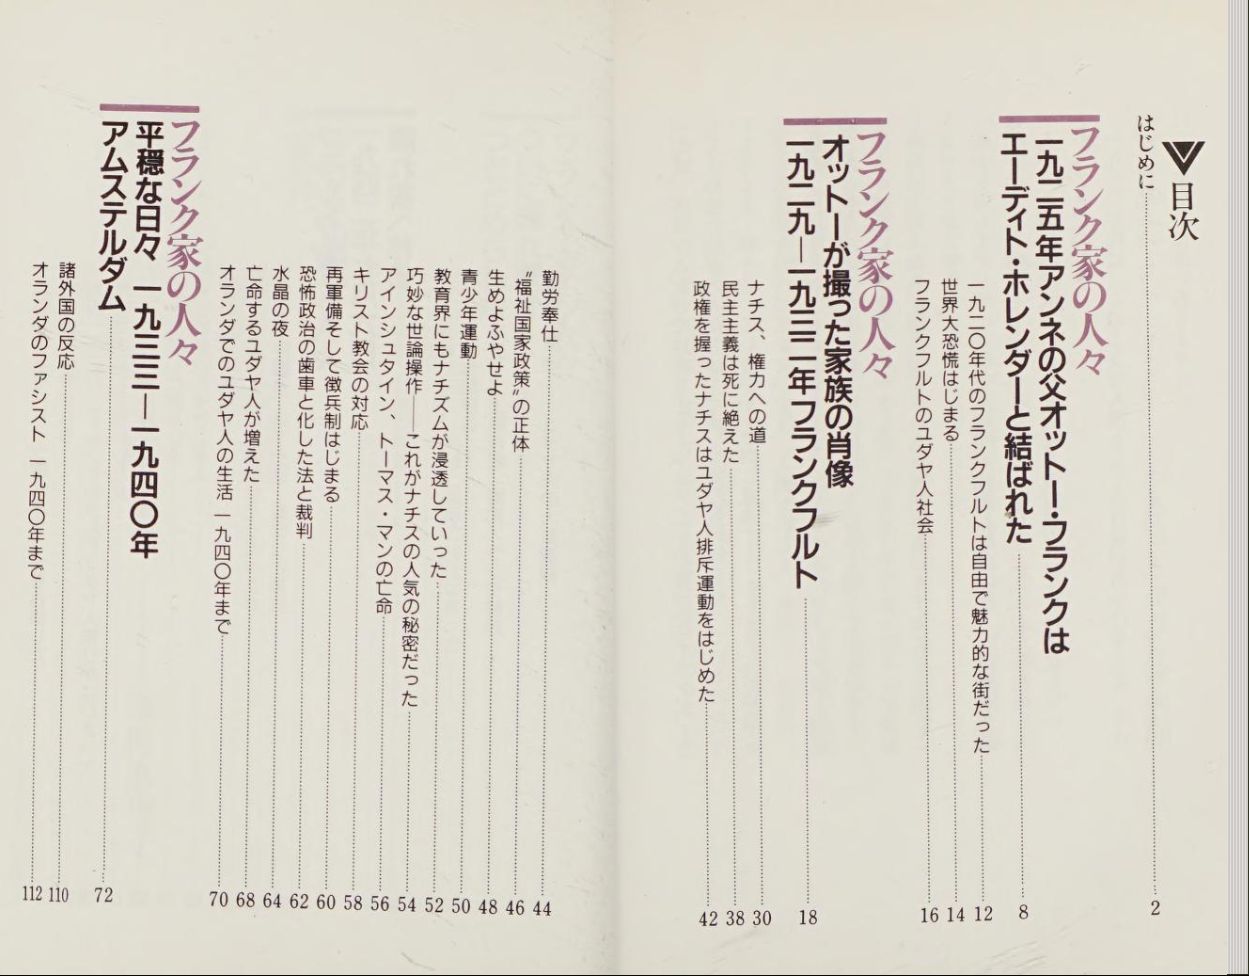 目次
はじめに 2
フランク家の人々
一九二五年アンネの父オットー・フランクは
エーディト・ホレンダーと結ばれた 8
一九二〇年代のフランクフルトは自由で魅力的な街だった 12
世界大恐慌はじまる 14
フランクフルトのユダヤ人社会 16
フランク家の人々
オットーが撮った家族の肖像
一九二九―一九三二年フランクフルト 18
ナチス、権力への道 30
民主主義は死に絶えた 38
政権を握ったナチスはユダヤ人排斥運動をはじめた 42
勤労奉仕 44
〝福祉国家政策〟の正体 46
生めよふやせよ 48
青少年運動 50
教育界にもナチズムが浸透していった 52
巧妙な世論操作――これがナチスの人気の秘密だった 54
アインシュタイン、トーマス・マンの亡命 56
キリスト教会の対応 58
再軍備そして徴兵制はじまる 60
恐怖政治の歯車と化した法と裁判 62
水晶の夜 64
亡命するユダヤ人が増えた 68
オランダでのユダヤ人の生活 一九四〇年まで 70
フランク家の人々
平穏な日々 一九三三―一九四〇年
アムステルダム 72
諸外国の反応 110
オランダのファシスト 一九四〇年まで 112